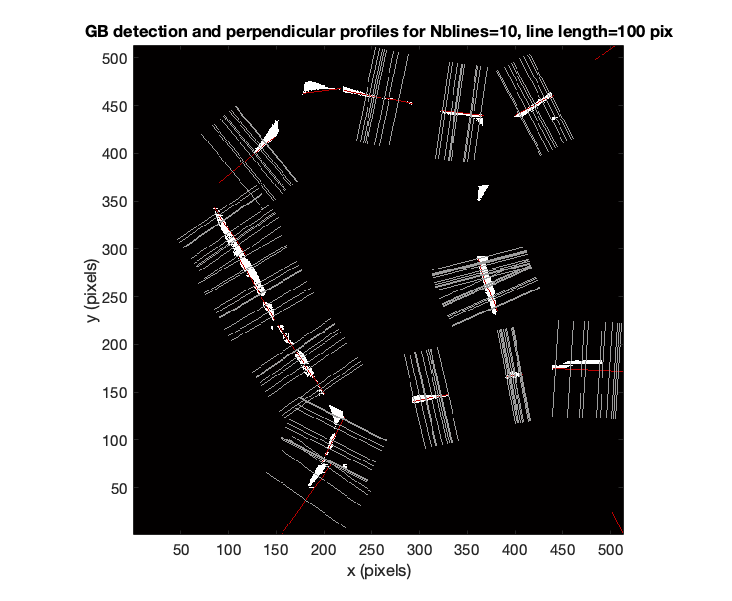 GB detection and perpendicular profiles for Nblines=10, line length=100 pix
500
450
400
350
300
250
200
150
100
50
y (pixels)
50 100 150 200 250 300 350 400 450 500
x (pixels)